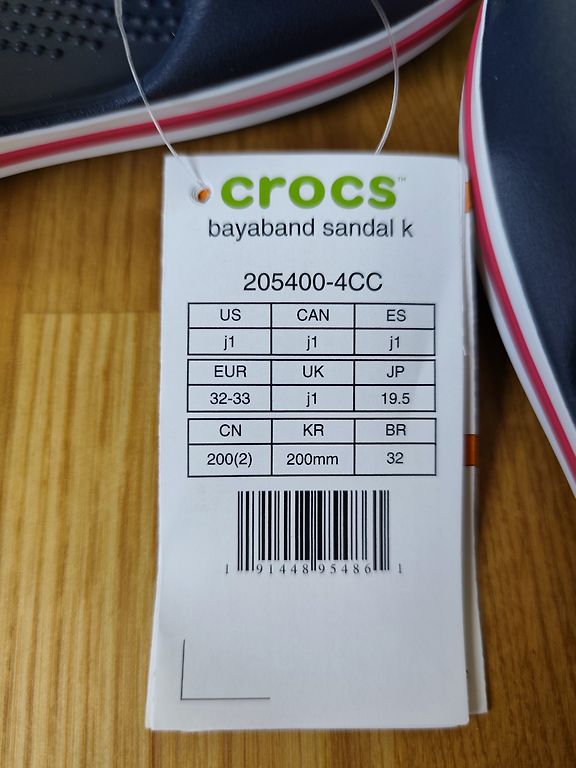 crocs™
bayaband sandal k
205400-4CC
US CAN ES
j1 j1 j1
EUR UK JP
32-33 j1 19.5
CN KR BR
200(2) 200mm 32
1 91448 95486 1